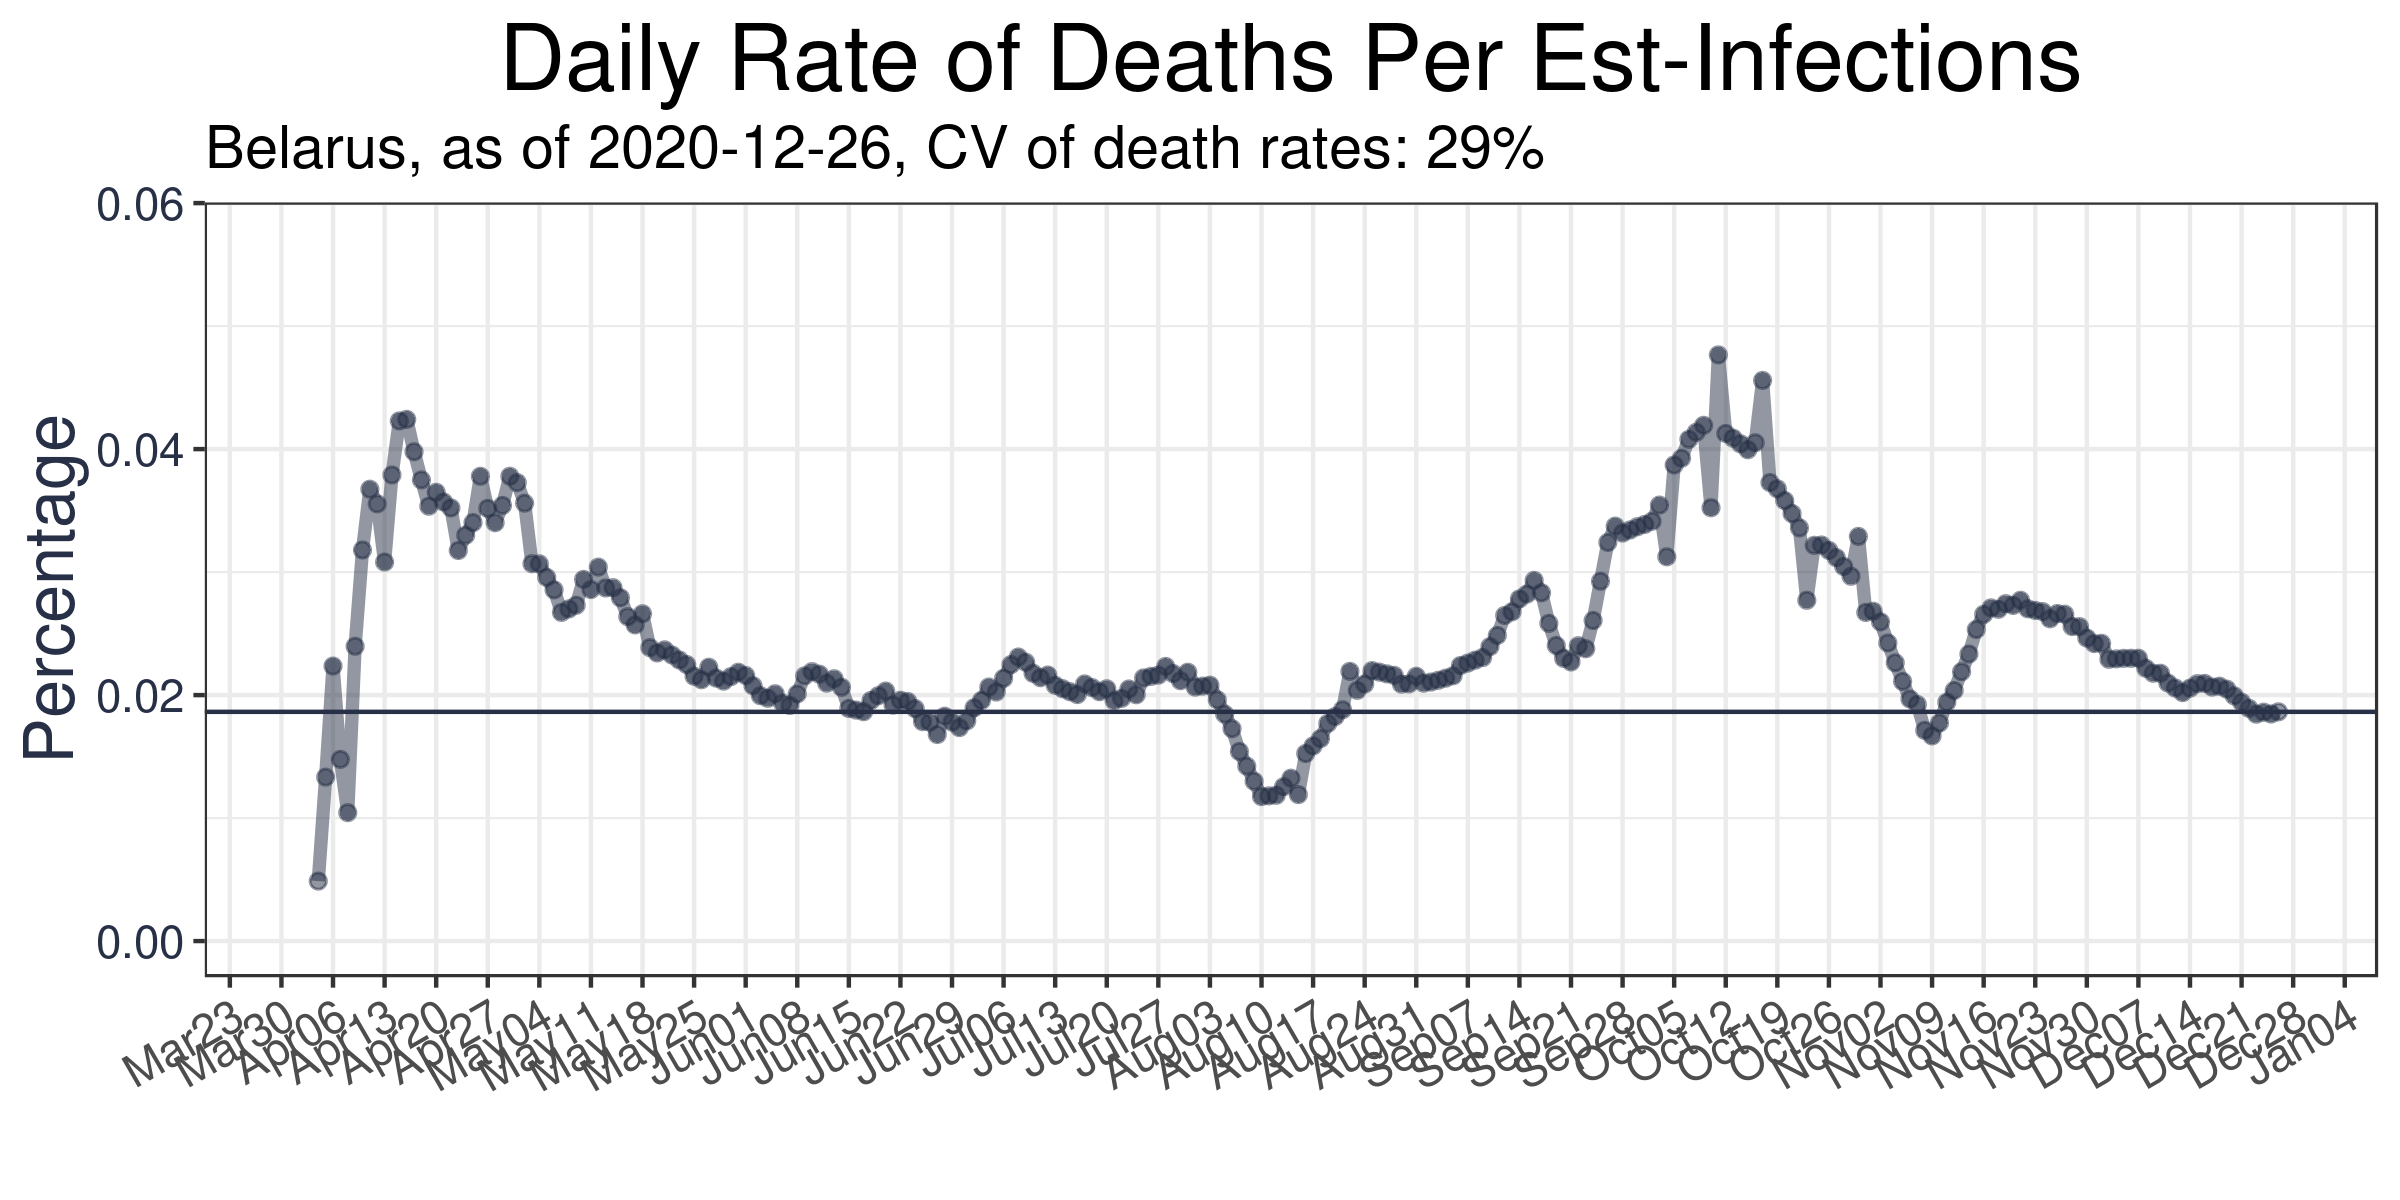 Daily Rate of Deaths Per Est-Infections
Belarus, as of 2020-12-26, CV of death rates: 29%
Percentage
0.06
0.04
0.02
0.00
Mar23
Mar30
Apr06
Apr13
Apr20
Apr27
May04
May11
May18
May25
Jun01
Jun08
Jun15
Jun22
Jun29
Jul06
Jul13
Jul20
Jul27
Aug03
Aug10
Aug17
Aug24
Aug31
Sep07
Sep14
Sep21
Sep28
Oct05
Oct12
Oct19
Oct26
Nov02
Nov09
Nov16
Nov23
Nov30
Dec07
Dec14
Dec21
Dec28
Jan04